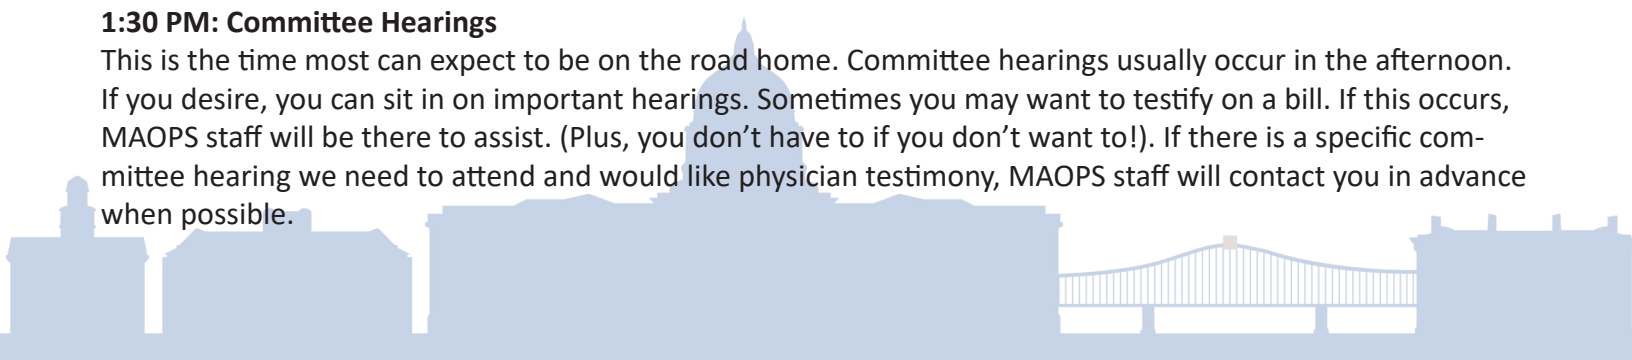 1:30 PM: Committee Hearings
This is the time most can expect to be on the road home. Committee hearings usually occur in the afternoon.
If you desire, you can sit in on important hearings. Sometimes you may want to testify on a bill. If this occurs,
MAOPS staff will be there to assist. (Plus, you don’t have to if you don’t want to!). If there is a specific com-
mittee hearing we need to attend and would like physician testimony, MAOPS staff will contact you in advance
when possible.